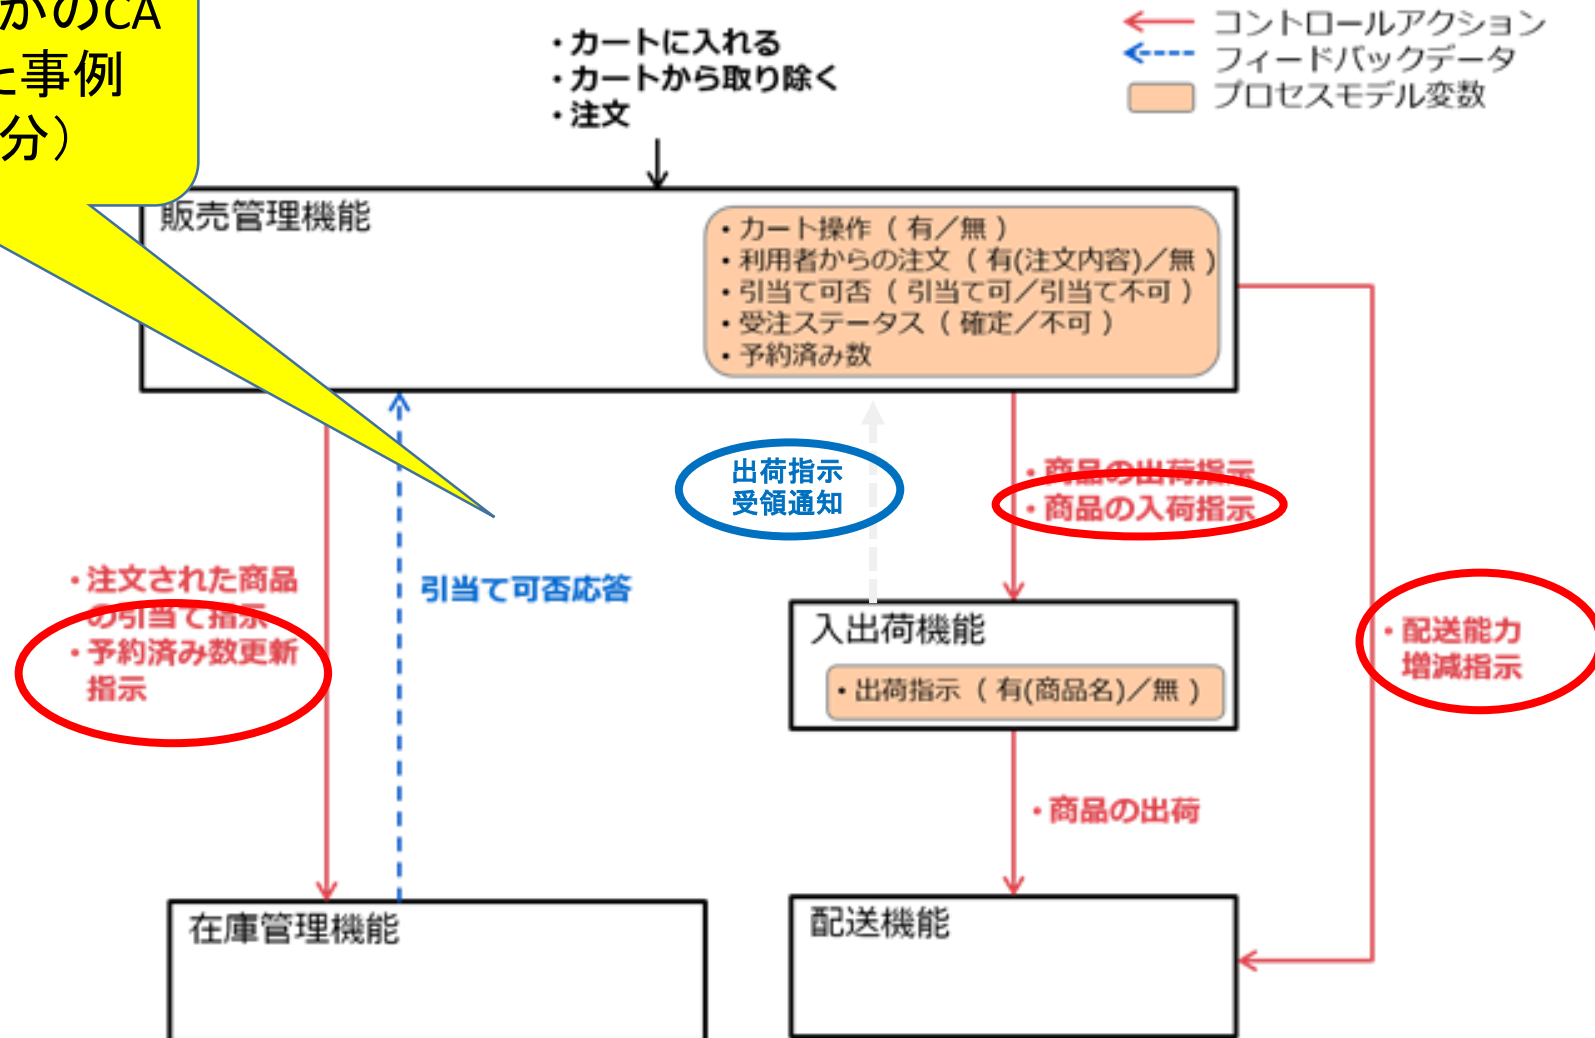 かのCA
た事例
分）
・カートに入れる
・カートから取り除く
・注文
コントロールアクション
フィードバックデータ
プロセスモデル変数
販売管理機能
・カート操作（ 有／無 ）
・利用者からの注文（ 有(注文内容)／無 ）
・引当て可否（ 引当て可／引当て不可 ）
・受注ステータス（ 確定／不可 ）
・予約済み数
出荷指示
受領通知
・商品の出荷指示
・商品の入荷指示
・注文された商品
の引当て指示
・予約済み数更新
指示
引当て可否応答
入出荷機能
・出荷指示（ 有(商品名)／無 ）
・配送能力
増減指示
・商品の出荷
在庫管理機能
配送機能